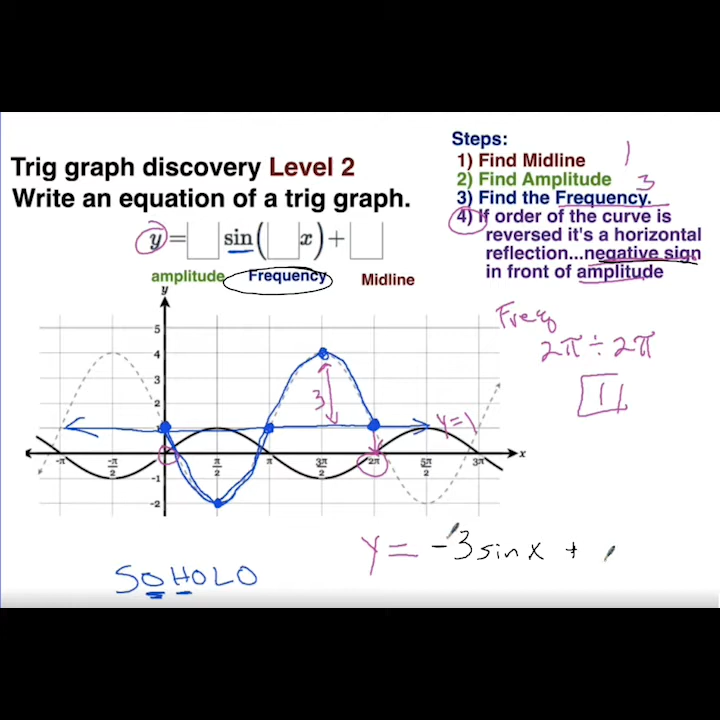 Steps:
1) Find Midline 1
2) Find Amplitude 3
3) Find the Frequency.
4) If order of the curve is
reversed it's a horizontal
reflection...negative sign
in front of amplitude
Trig graph discovery Level 2
Write an equation of a trig graph.
y = sin( x) +
amplitude Frequency Midline
Freq
2π ÷ 2π
1
y
5
4
3
2
1
3
y=1
-π -π/2 π/2 π 3π/2 2π 5π/2 3π x
-1
-2
y = -3 sin x +
SOHOLO